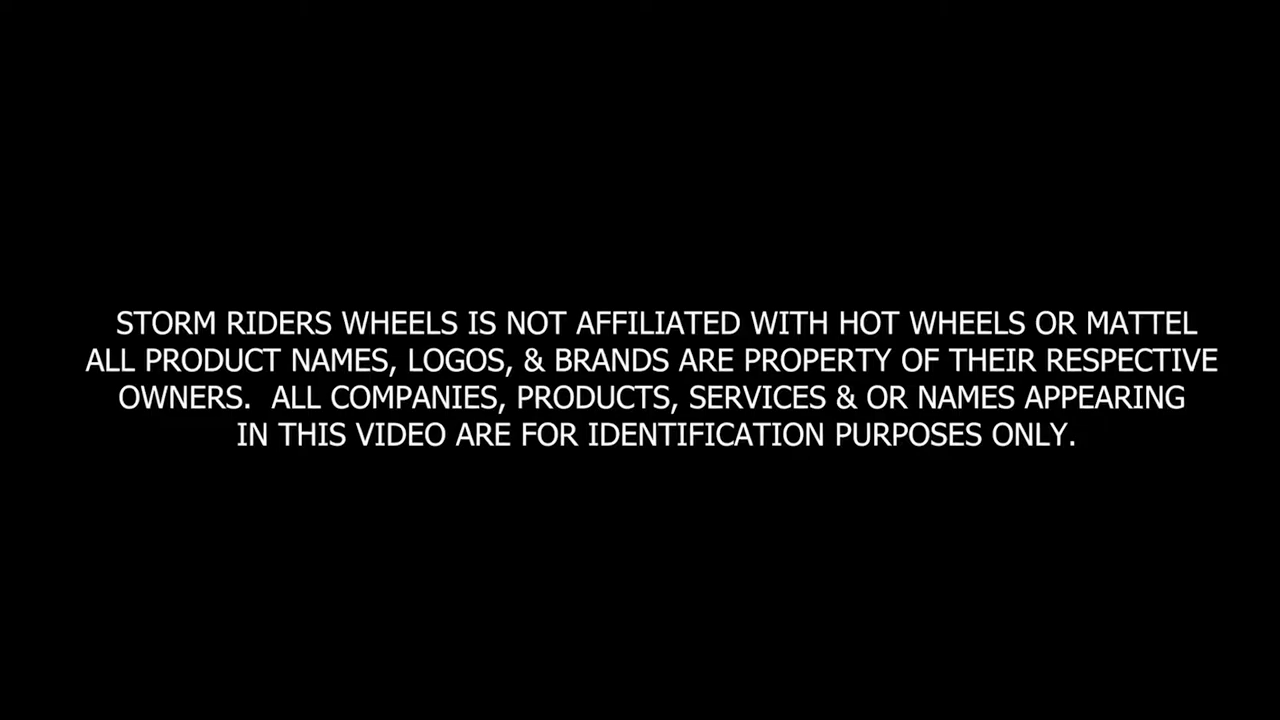 STORM RIDERS WHEELS IS NOT AFFILIATED WITH HOT WHEELS OR MATTEL
ALL PRODUCT NAMES, LOGOS, & BRANDS ARE PROPERTY OF THEIR RESPECTIVE
OWNERS.  ALL COMPANIES, PRODUCTS, SERVICES & OR NAMES APPEARING
IN THIS VIDEO ARE FOR IDENTIFICATION PURPOSES ONLY.